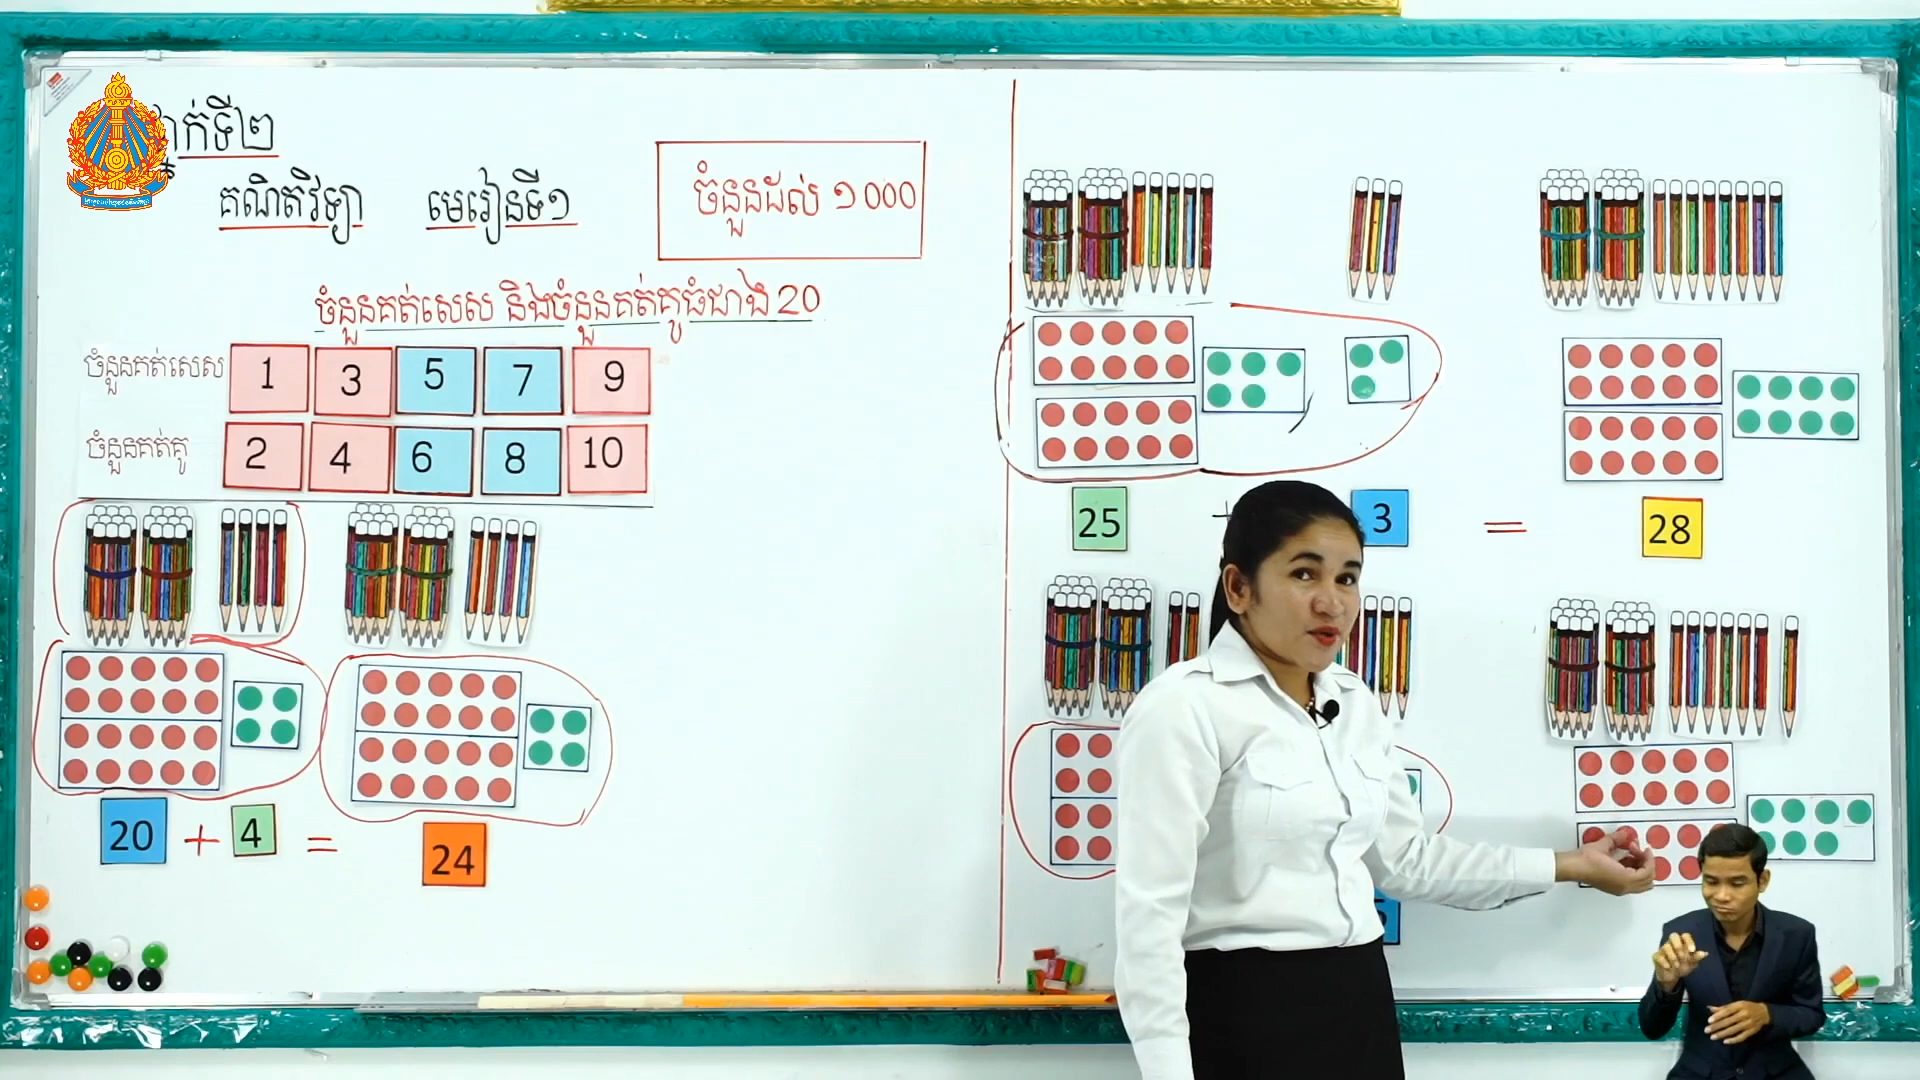 ថ្នាក់ទី២
គណិតវិទ្យា មេរៀនទី១
ចំនួនដល់ ១០០០
ចំនួនគត់សេស និងចំនួនគត់គូធំជាង 20
ចំនួនគត់សេស 1 3 5 7 9
ចំនួនគត់គូ 2 4 6 8 10
20 + 4 = 24
25 + 3 = 28
5